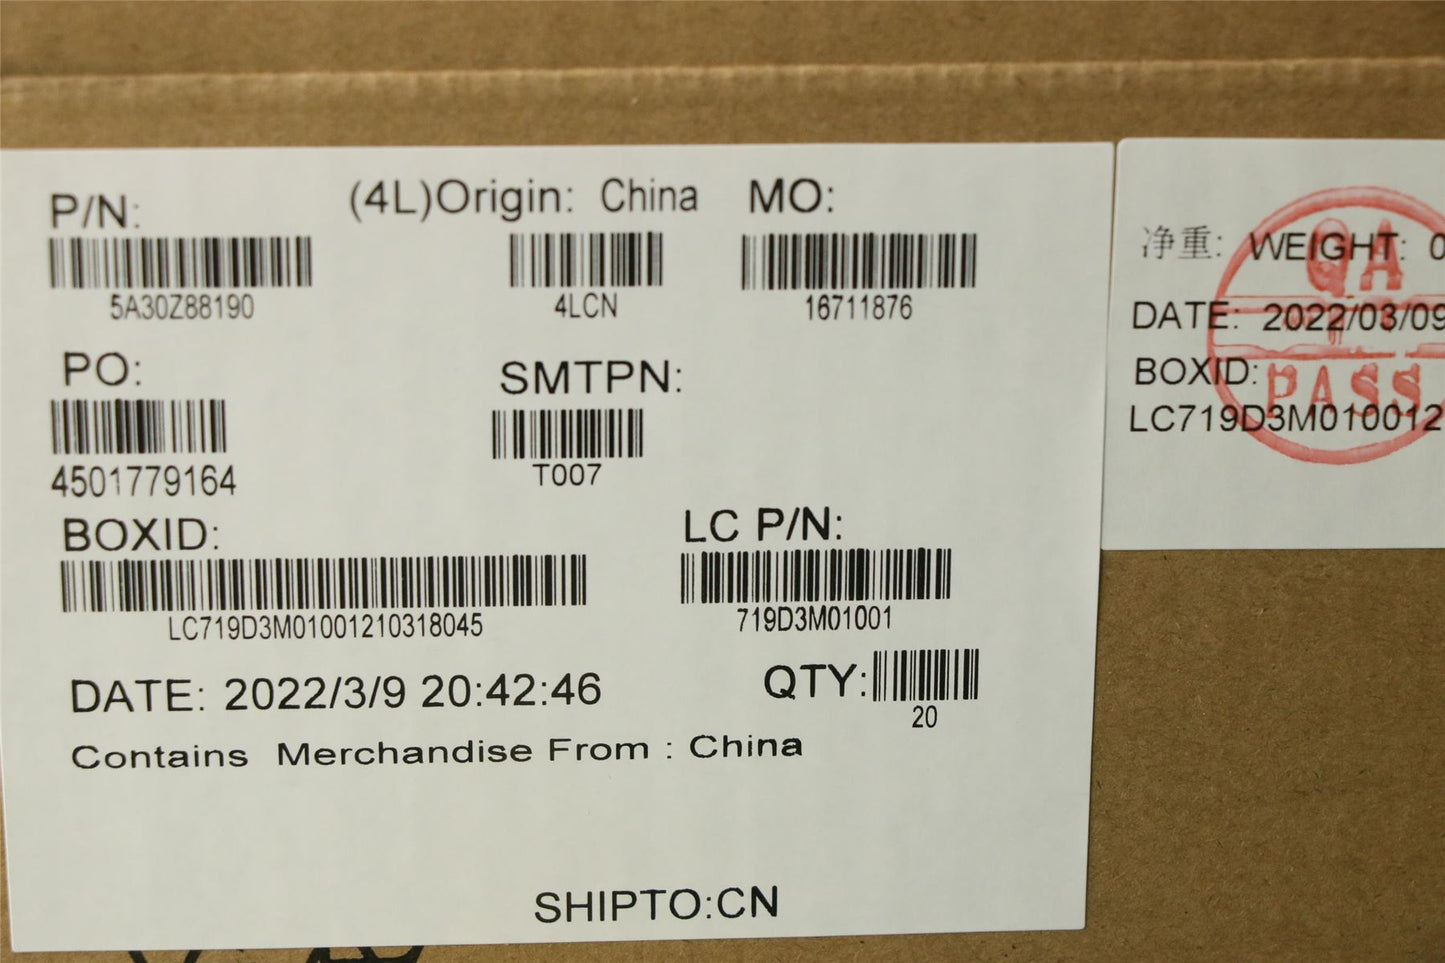 P/N:
5A30Z88190
(4L)Origin: China
4LCN
MO:
16711876
PO:
4501779164
SMTPN:
T007
BOXID:
LC719D3M01001210318045
LC P/N:
719D3M01001
DATE: 2022/3/9 20:42:46
QTY:
20
Contains Merchandise From : China
SHIPTO:CN
净重: WEIGHT: 0
DATE: 2022/03/09
BOXID:
LC719D3M010012
QA
PASS